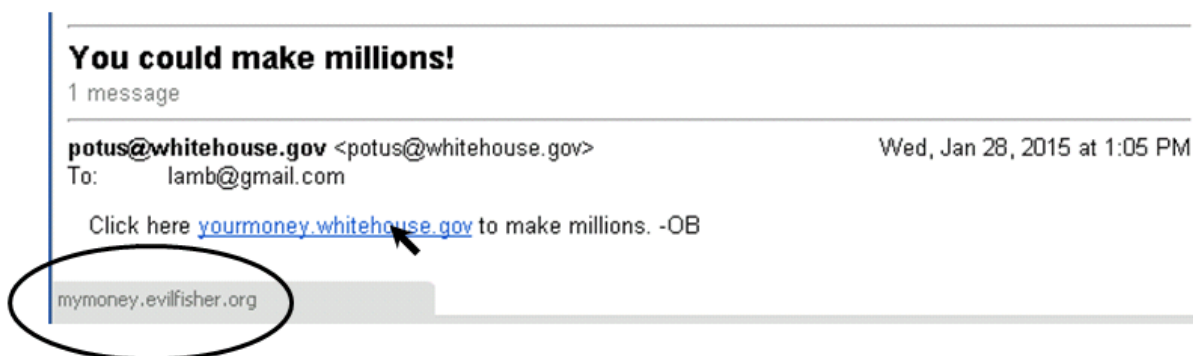 You could make millions!
1 message
potus@whitehouse.gov <potus@whitehouse.gov> Wed, Jan 28, 2015 at 1:05 PM
To: lamb@gmail.com
Click here yourmoney.whitehouse.gov to make millions. -OB
mymoney.evilfisher.org